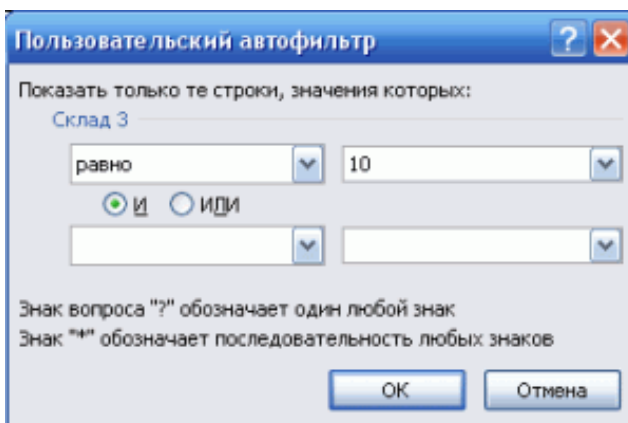 Пользовательский автофильтр ?
Показать только те строки, значения которых:
Склад 3
равно 10
И ИЛИ
Знак вопроса "?" обозначает один любой знак
Знак "*" обозначает последовательность любых знаков
ОК Отмена